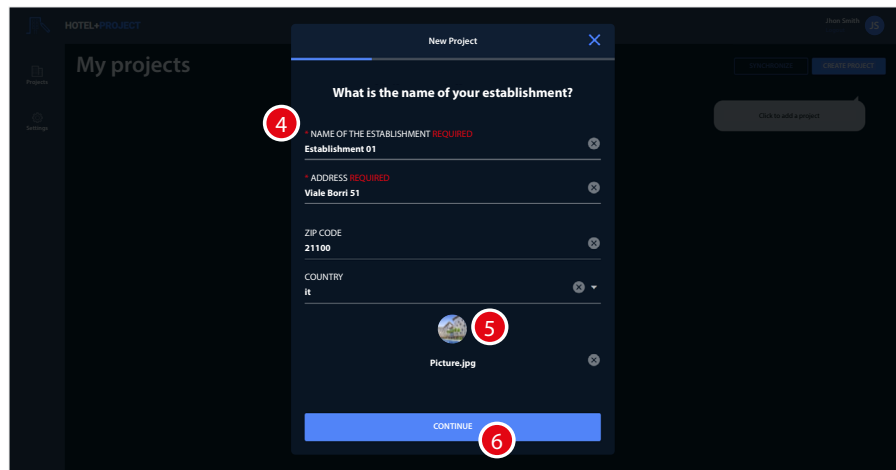 HOTEL+PROJECT
Jhon Smith
JS
My projects
Projects
Settings
CREATE PROJECT
Click to add a project
New Project
What is the name of your establishment?
4
* NAME OF THE ESTABLISHMENT REQUIRED
Establishment 01
* ADDRESS REQUIRED
Viale Borri 51
ZIP CODE
21100
COUNTRY
it
5
Picture.jpg
CONTINUE
6